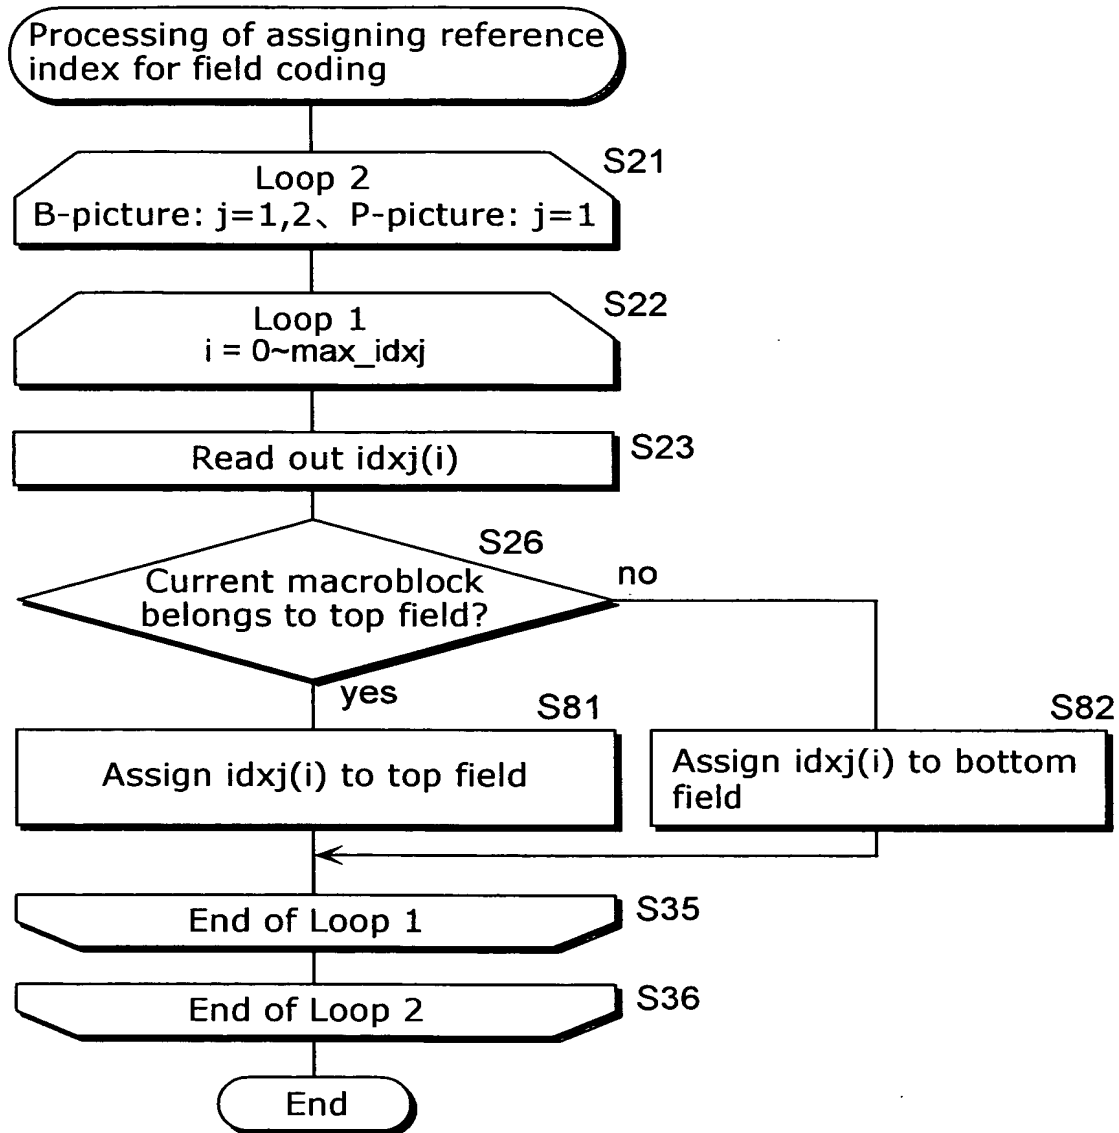 Processing of assigning reference
index for field coding
S21
Loop 2
B-picture: j=1,2、P-picture: j=1
S22
Loop 1
i = 0~max_idxj
Read out idxj(i)
S23
S26
Current macroblock
belongs to top field?
no
yes
S81
Assign idxj(i) to top field
S82
Assign idxj(i) to bottom
field
End of Loop 1
S35
End of Loop 2
S36
End